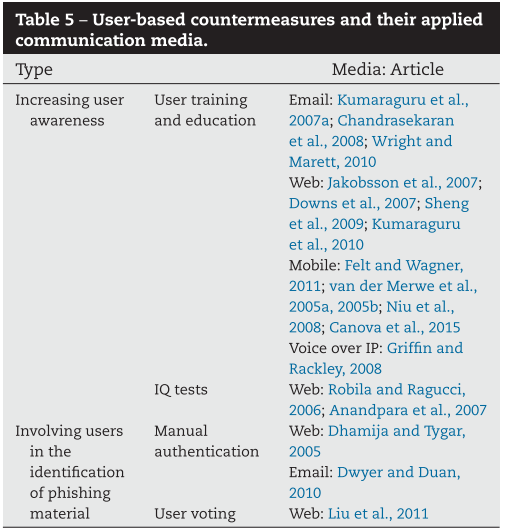 Table 5 – User-based countermeasures and their applied
communication media.
Type Media: Article
Increasing user User training Email: Kumaraguru et al.,
awareness and education 2007a; Chandrasekaran
et al., 2008; Wright and
Marett, 2010
Web: Jakobsson et al., 2007;
Downs et al., 2007; Sheng
et al., 2009; Kumaraguru
et al., 2010
Mobile: Felt and Wagner,
2011; van der Merwe et al.,
2005a, 2005b; Niu et al.,
2008; Canova et al., 2015
Voice over IP: Griffin and
Rackley, 2008
IQ tests Web: Robila and Ragucci,
2006; Anandpara et al., 2007
Involving users Manual Web: Dhamija and Tygar,
in the authentication 2005
identification Email: Dwyer and Duan,
of phishing 2010
material User voting Web: Liu et al., 2011